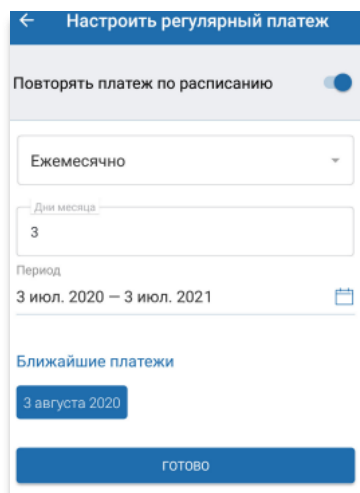 Настроить регулярный платеж
Повторять платеж по расписанию
Ежемесячно
Дни месяца
3
Период
3 июл. 2020 — 3 июл. 2021
Ближайшие платежи
3 августа 2020
ГОТОВО